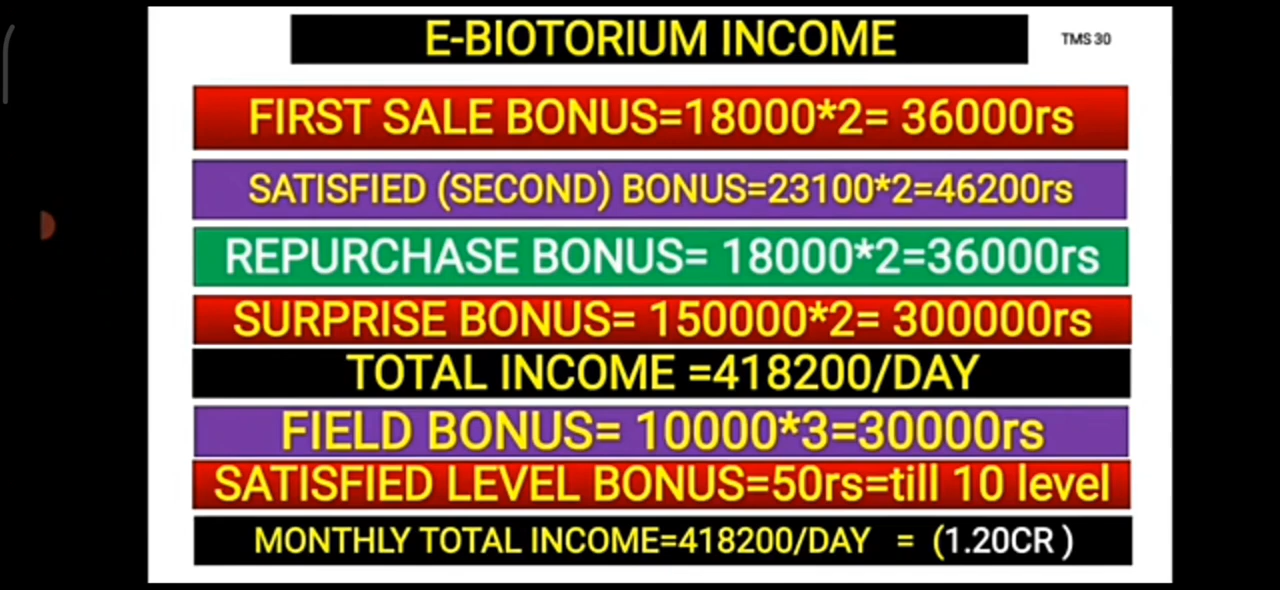 E-BIOTORIUM INCOME
TMS 30
FIRST SALE BONUS=18000*2= 36000rs
SATISFIED (SECOND) BONUS=23100*2=46200rs
REPURCHASE BONUS= 18000*2=36000rs
SURPRISE BONUS= 150000*2= 300000rs
TOTAL INCOME =418200/DAY
FIELD BONUS= 10000*3=30000rs
SATISFIED LEVEL BONUS=50rs=till 10 level
MONTHLY TOTAL INCOME=418200/DAY = (1.20CR )